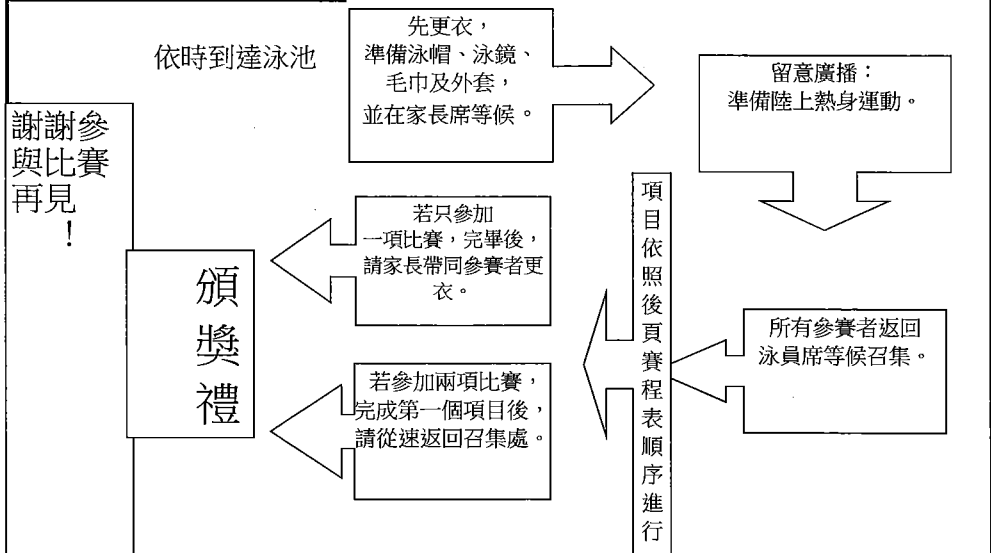 依時到達泳池
先更衣，
準備泳帽、泳鏡、
毛巾及外套，
並在家長席等候。
留意廣播：
準備陸上熱身運動。
所有參賽者返回
泳員席等候召集。
項目依照後頁賽程表順序進行
若只參加
一項比賽，完畢後，
請家長帶同參賽者更
衣。
若參加兩項比賽，
完成第一個項目後，
請從速返回召集處。
頒獎禮
謝謝參
與比賽
再見
！